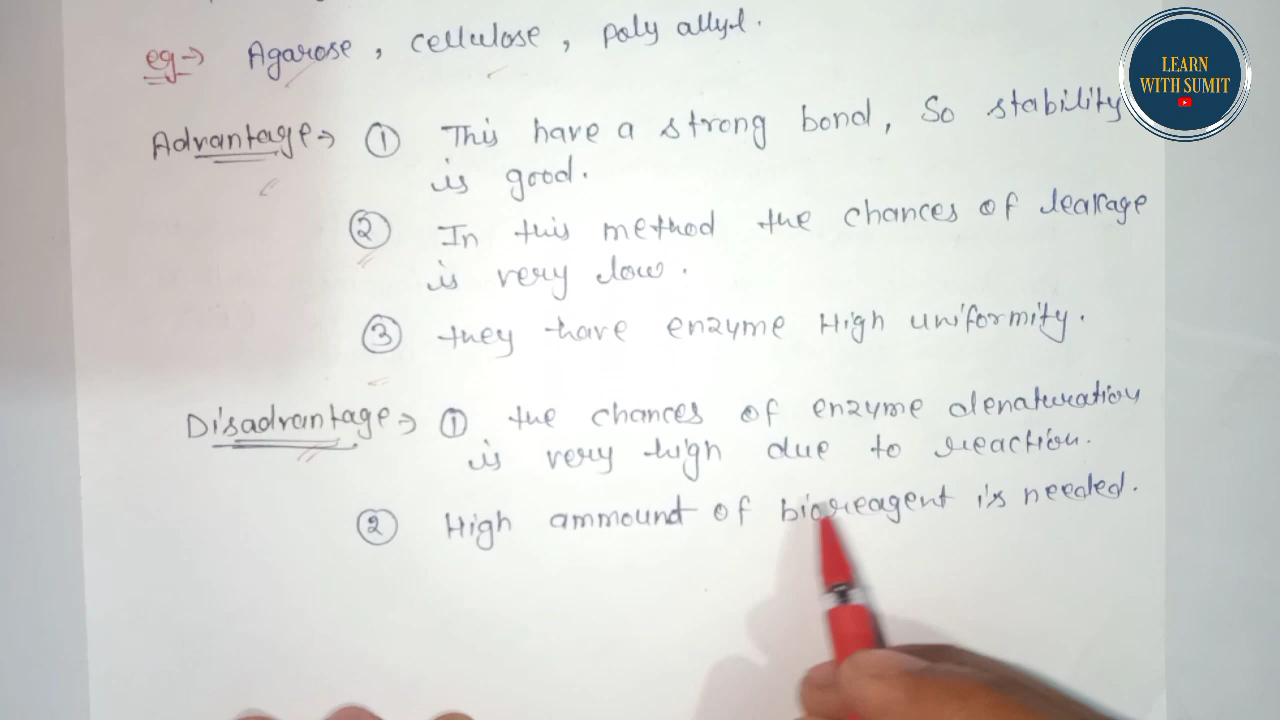 eg→ Agarose, cellulose, poly allyl.
LEARN
WITH SUMIT
Advantage→ ① This have a strong bond, So stability
is good.
② In this method the chances of leakage
is very low.
③ they have enzyme High uniformity.
Disadvantage→ ① the chances of enzyme denaturation
is very high due to reaction.
② High ammound of bioreagent is needed.